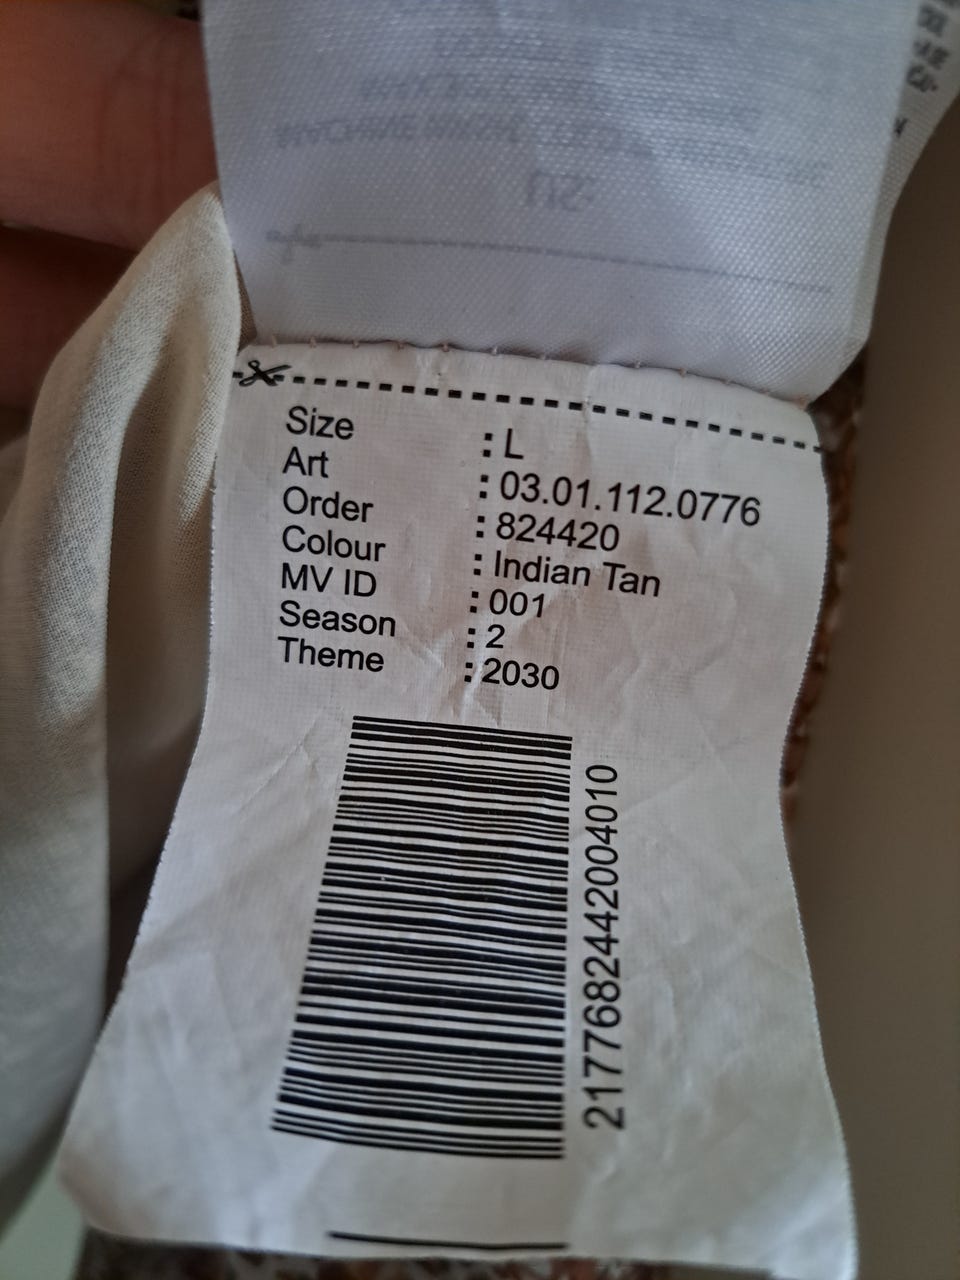 Size : L
Art : 03.01.112.0776
Order : 824420
Colour : Indian Tan
MV ID : 001
Season : 2
Theme : 2030
2177682442004010